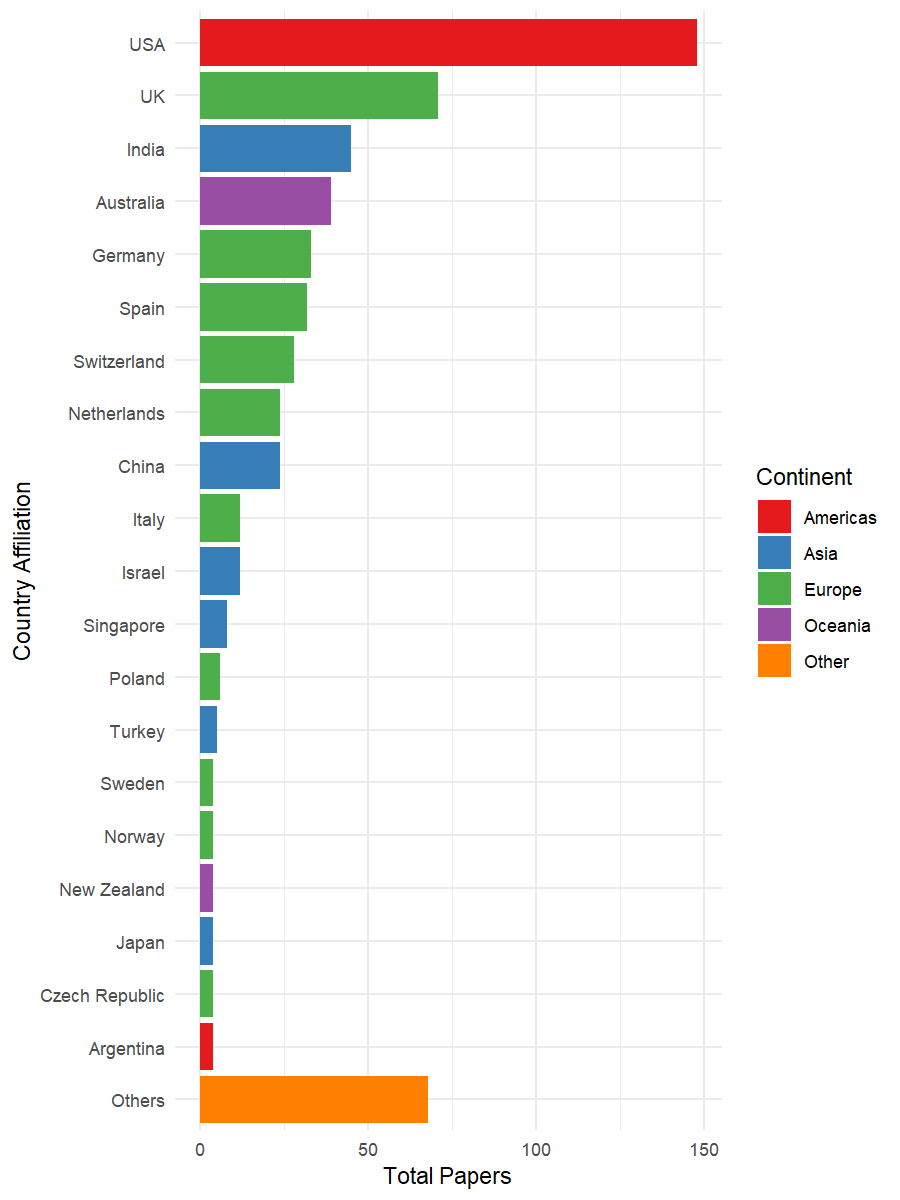 USA
UK
India
Australia
Germany
Spain
Switzerland
Netherlands
China
Italy
Israel
Singapore
Poland
Turkey
Sweden
Norway
New Zealand
Japan
Czech Republic
Argentina
Others
Country Affiliation
0 50 100 150
Total Papers
Continent
Americas
Asia
Europe
Oceania
Other